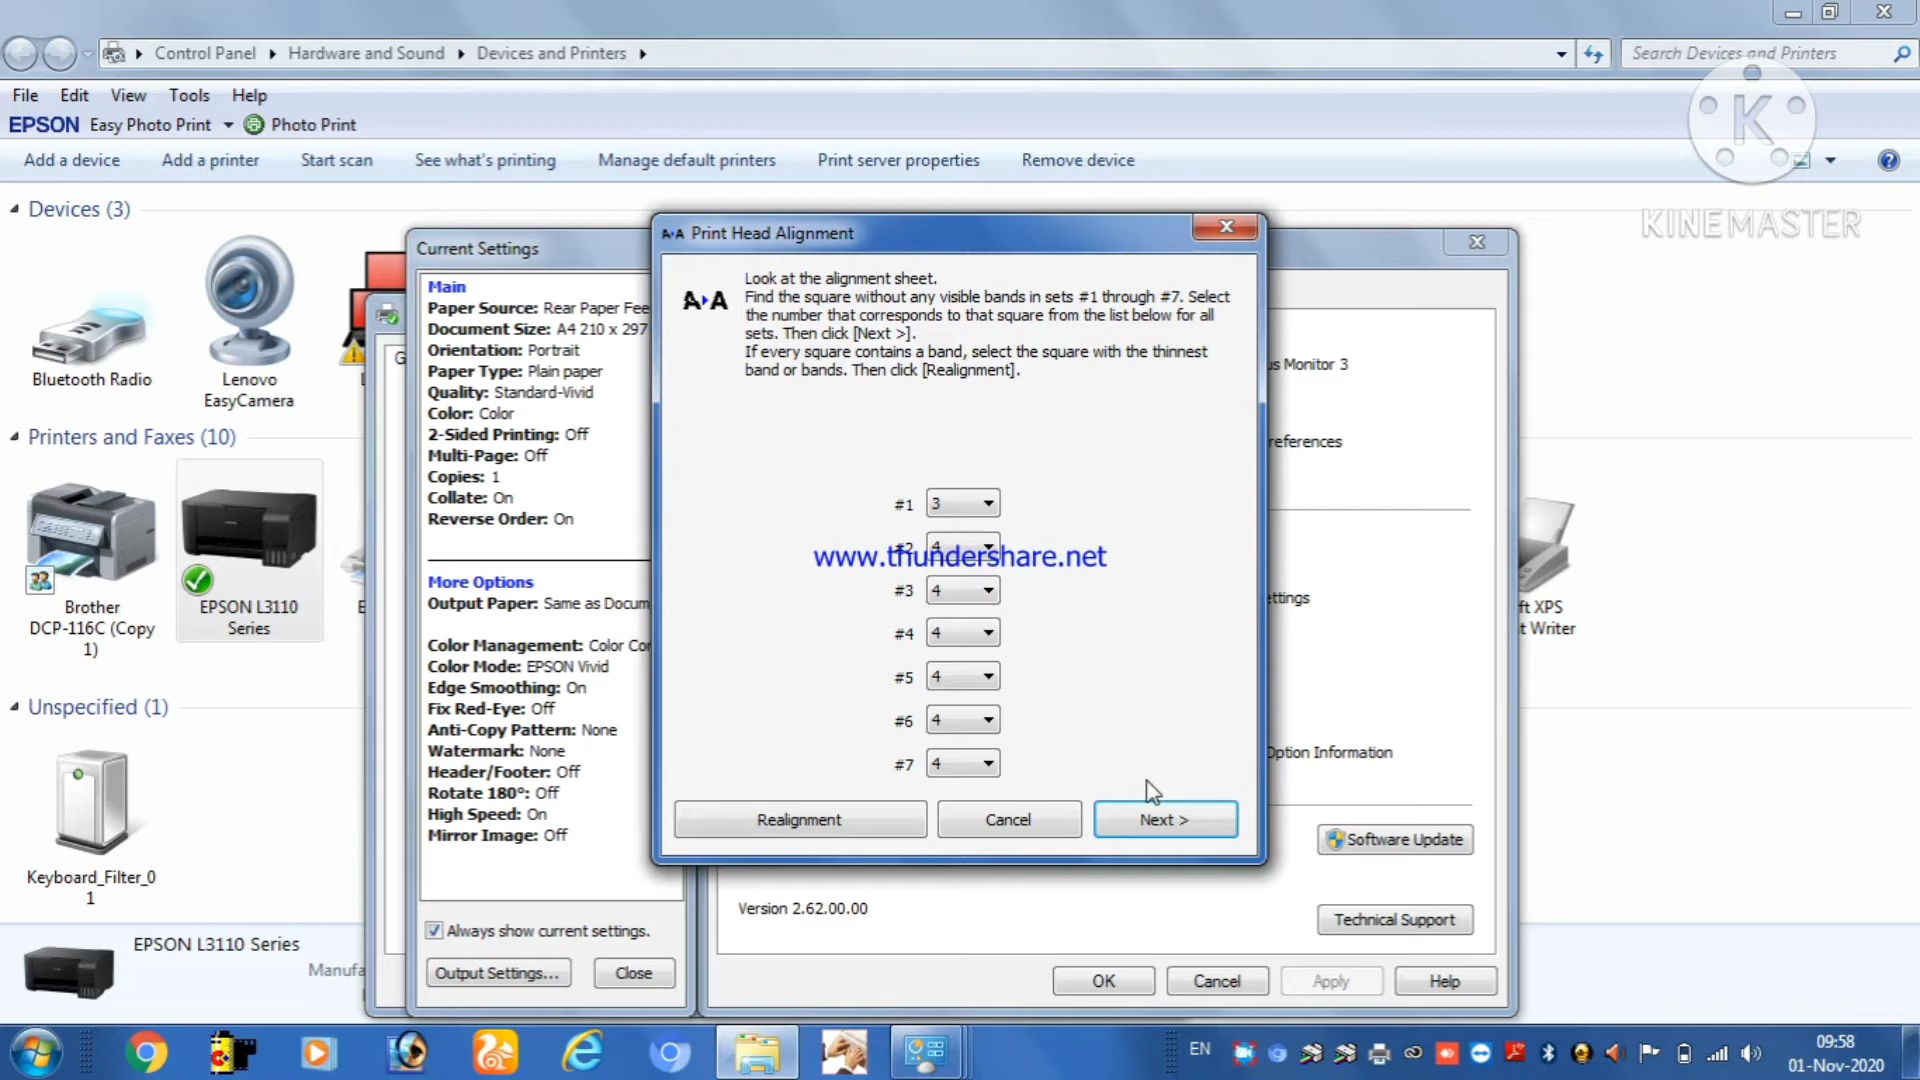 Control Panel
Hardware and Sound
Devices and Printers
Search Devices and Printers
File Edit View Tools Help
EPSON Easy Photo Print Photo Print
Add a device Add a printer Start scan See what's printing Manage default printers Print server properties Remove device
KINEMASTER
Devices (3)
Bluetooth Radio
Lenovo
EasyCamera
Printers and Faxes (10)
Brother
DCP-116C (Copy
1)
EPSON L3110
Series
Unspecified (1)
Keyboard_Filter_0
1
EPSON L3110 Series
Manufa
Current Settings
Main
Paper Source: Rear Paper Fee
Document Size: A4 210 x 297
Orientation: Portrait
Paper Type: Plain paper
Quality: Standard-Vivid
Color: Color
2-Sided Printing: Off
Multi-Page: Off
Copies: 1
Collate: On
Reverse Order: On
More Options
Output Paper: Same as Docum
Color Management: Color Con
Color Mode: EPSON Vivid
Edge Smoothing: On
Fix Red-Eye: Off
Anti-Copy Pattern: None
Watermark: None
Header/Footer: Off
Rotate 180°: Off
High Speed: On
Mirror Image: Off
Always show current settings.
Output Settings... Close
Print Head Alignment
A A
Look at the alignment sheet.
Find the square without any visible bands in sets #1 through #7. Select
the number that corresponds to that square from the list below for all
sets. Then click [Next >].
If every square contains a band, select the square with the thinnest
band or bands. Then click [Realignment].
#1 3
#2 4
www.thundershare.net
#3 4
#4 4
#5 4
#6 4
#7 4
Realignment Cancel Next >
us Monitor 3
references
ettings
Option Information
Software Update
Version 2.62.00.00
Technical Support
OK Cancel Apply Help
ft XPS
t Writer
EN
09:58
01-Nov-2020